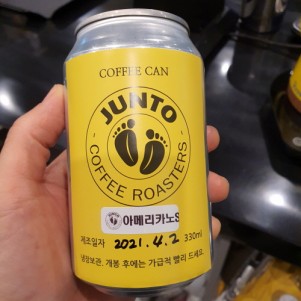 COFFEE CAN
JUNTO
- COFFEE ROASTERS -
아메리카노S
제조일자 2021.4.2 330ml
냉장보관. 개봉 후에는 가급적 빨리 드세요.